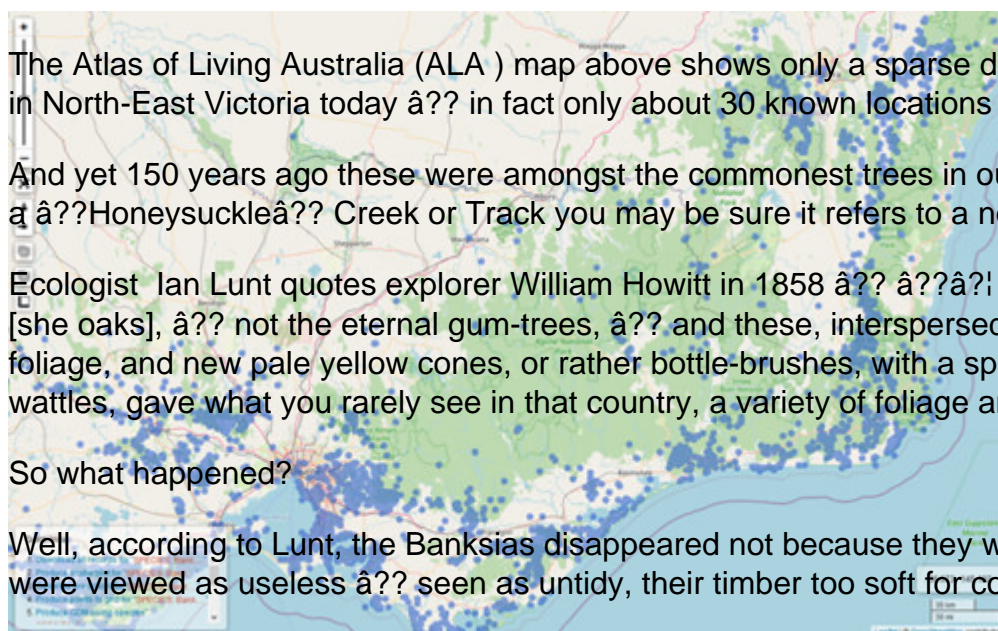 The Atlas of Living Australia (ALA ) map above shows only a sparse d
in North-East Victoria today â?? in fact only about 30 known locations
And yet 150 years ago these were amongst the commonest trees in ou
a â??Honeysuckleâ?? Creek or Track you may be sure it refers to a n
Ecologist Ian Lunt quotes explorer William Howitt in 1858 â?? â??â?¦
[she oaks], â?? not the eternal gum-trees, â?? and these, interspersed
foliage, and new pale yellow cones, or rather bottle-brushes, with a sp
wattles, gave what you rarely see in that country, a variety of foliage a
So what happened?
Well, according to Lunt, the Banksias disappeared not because they w
were viewed as useless â?? seen as untidy, their timber too soft for co